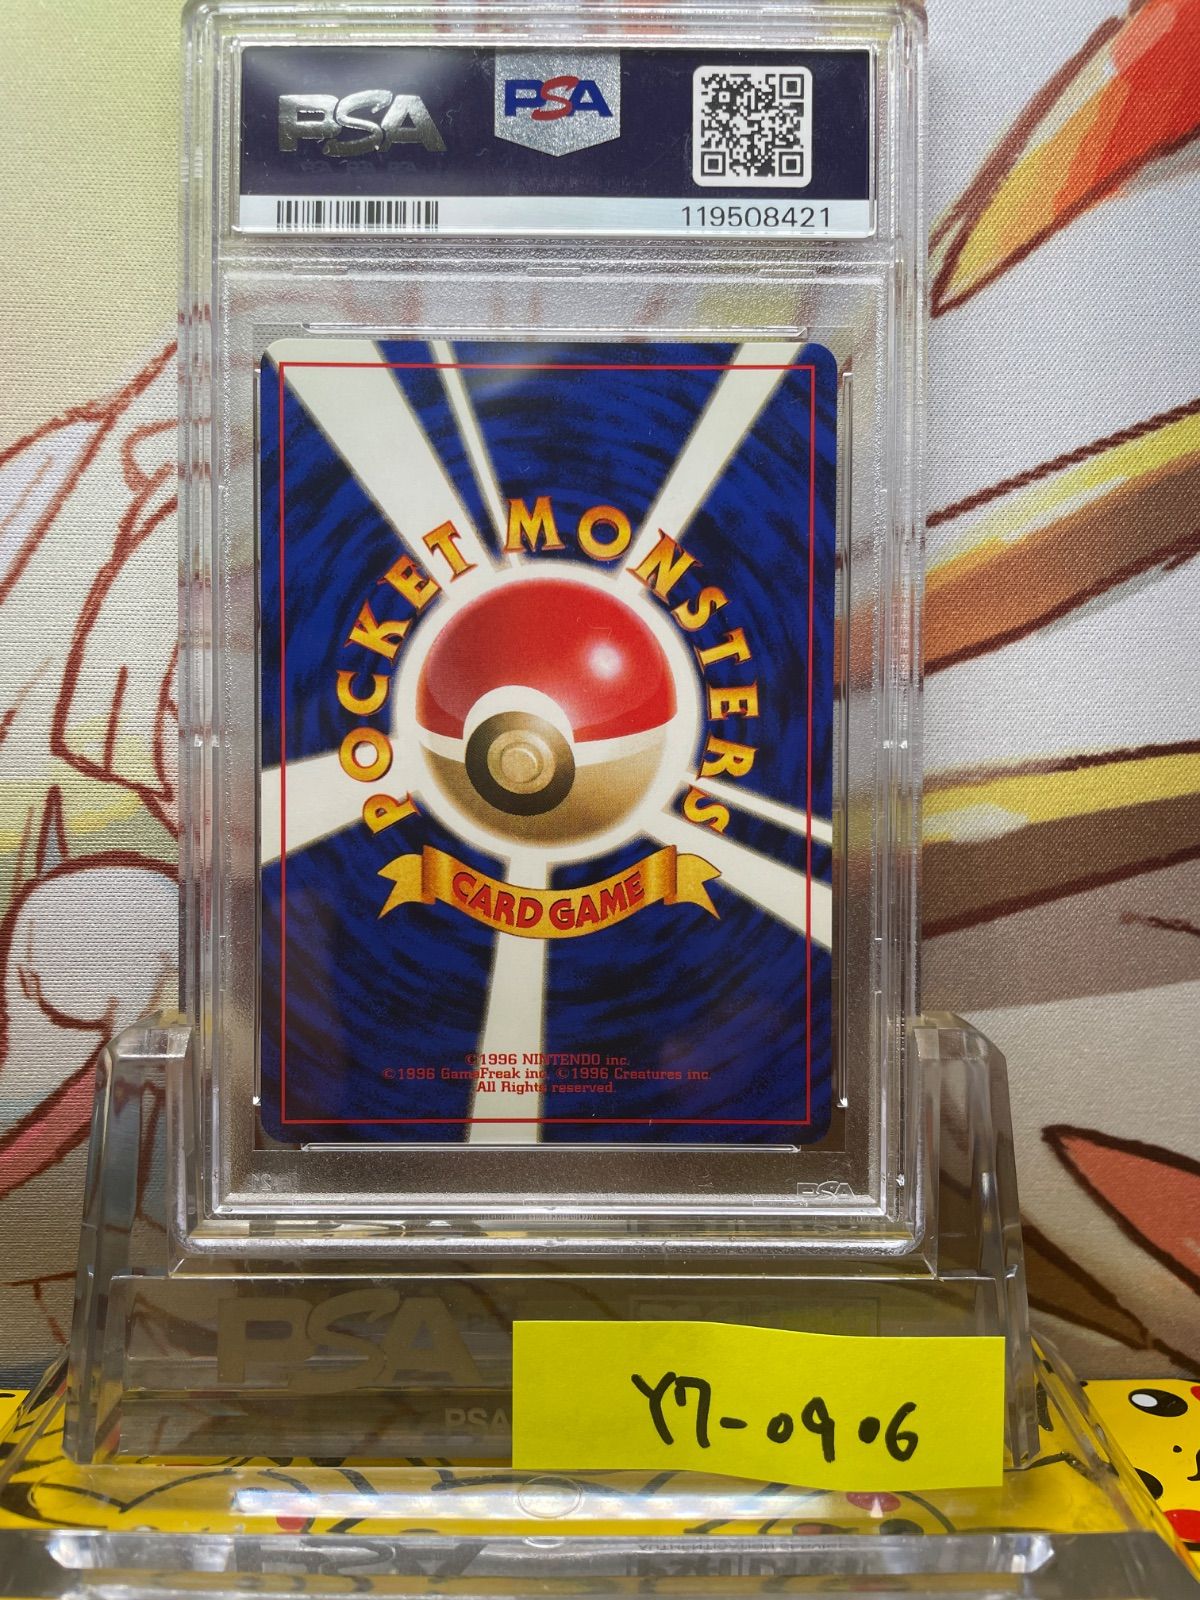 PSA
PSA
119508421
POCKET MONSTERS
CARD GAME
©1996 NINTENDO inc.
©1996 GameFreak inc. ©1996 Creatures inc.
All Rights reserved.
PSA
PSA
PSA
Y7-0906